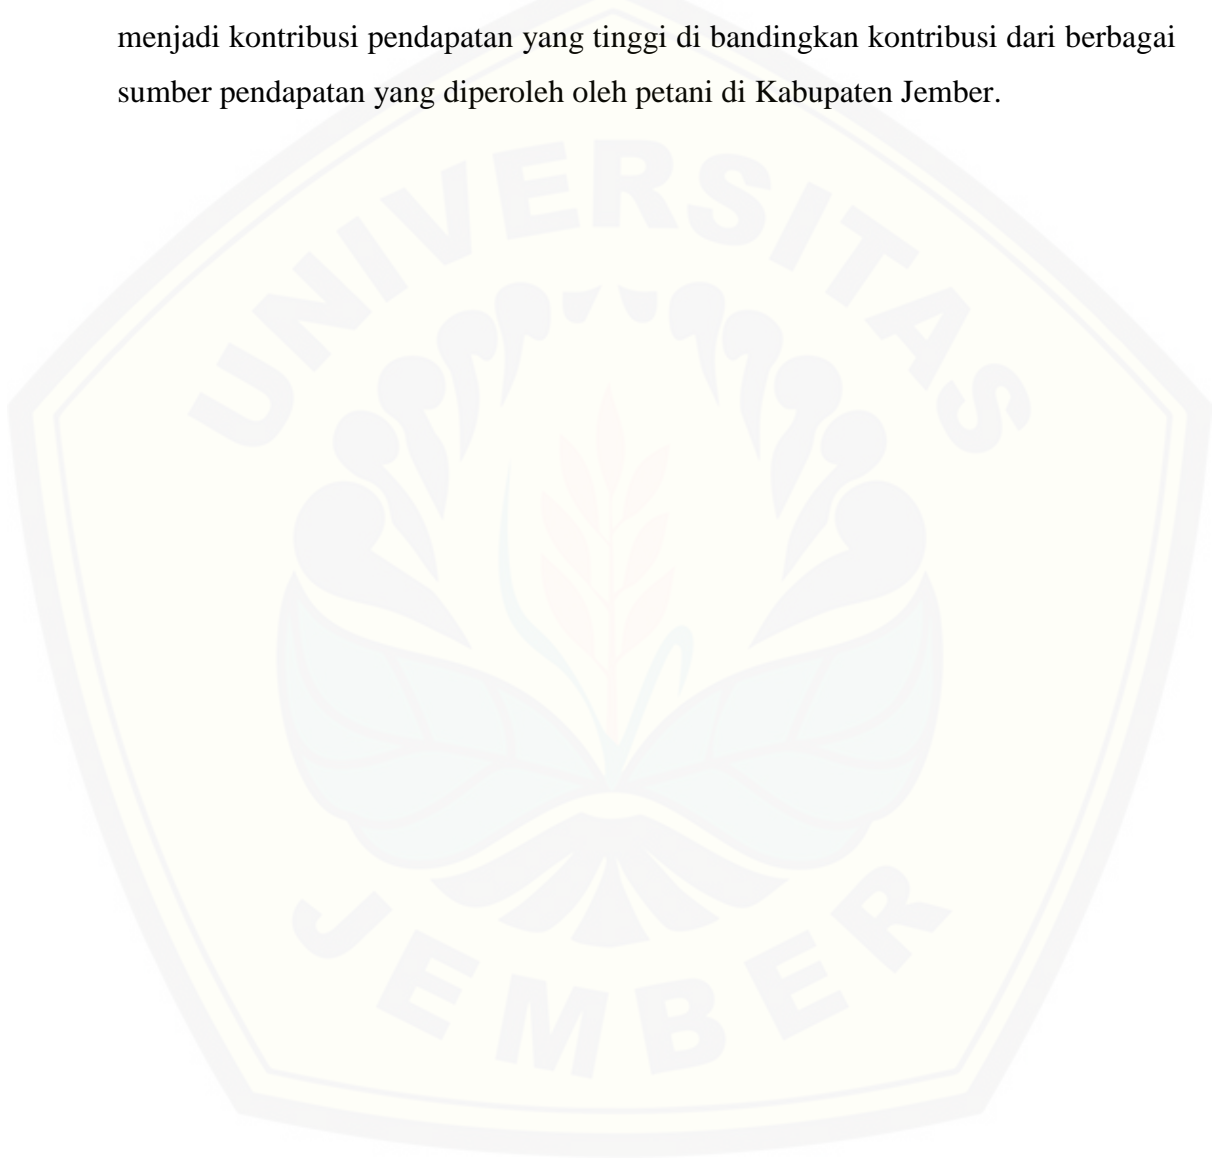 menjadi kontribusi pendapatan yang tinggi di bandingkan kontribusi dari berbagai
sumber pendapatan yang diperoleh oleh petani di Kabupaten Jember.
UNIVERSITAS
JEMBER